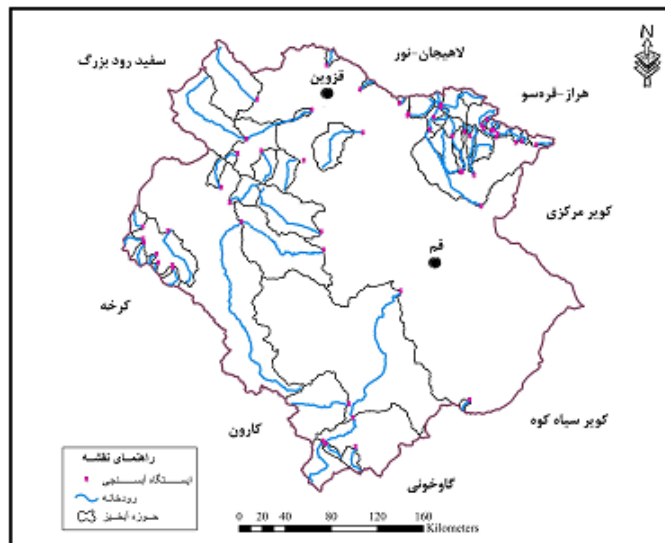 N
لاهیجان-نور
سفید رود بزرگ
قزوین
هراز-قره‌سو
کویر مرکزی
قم
کرخه
کویر سیاه کوه
کارون
گاوخونی
راهنمای نقشه
ایستگاه آبسنجی
رودخانه
حوزه آبخیز
0 20 40 80 120 160
Kilometers